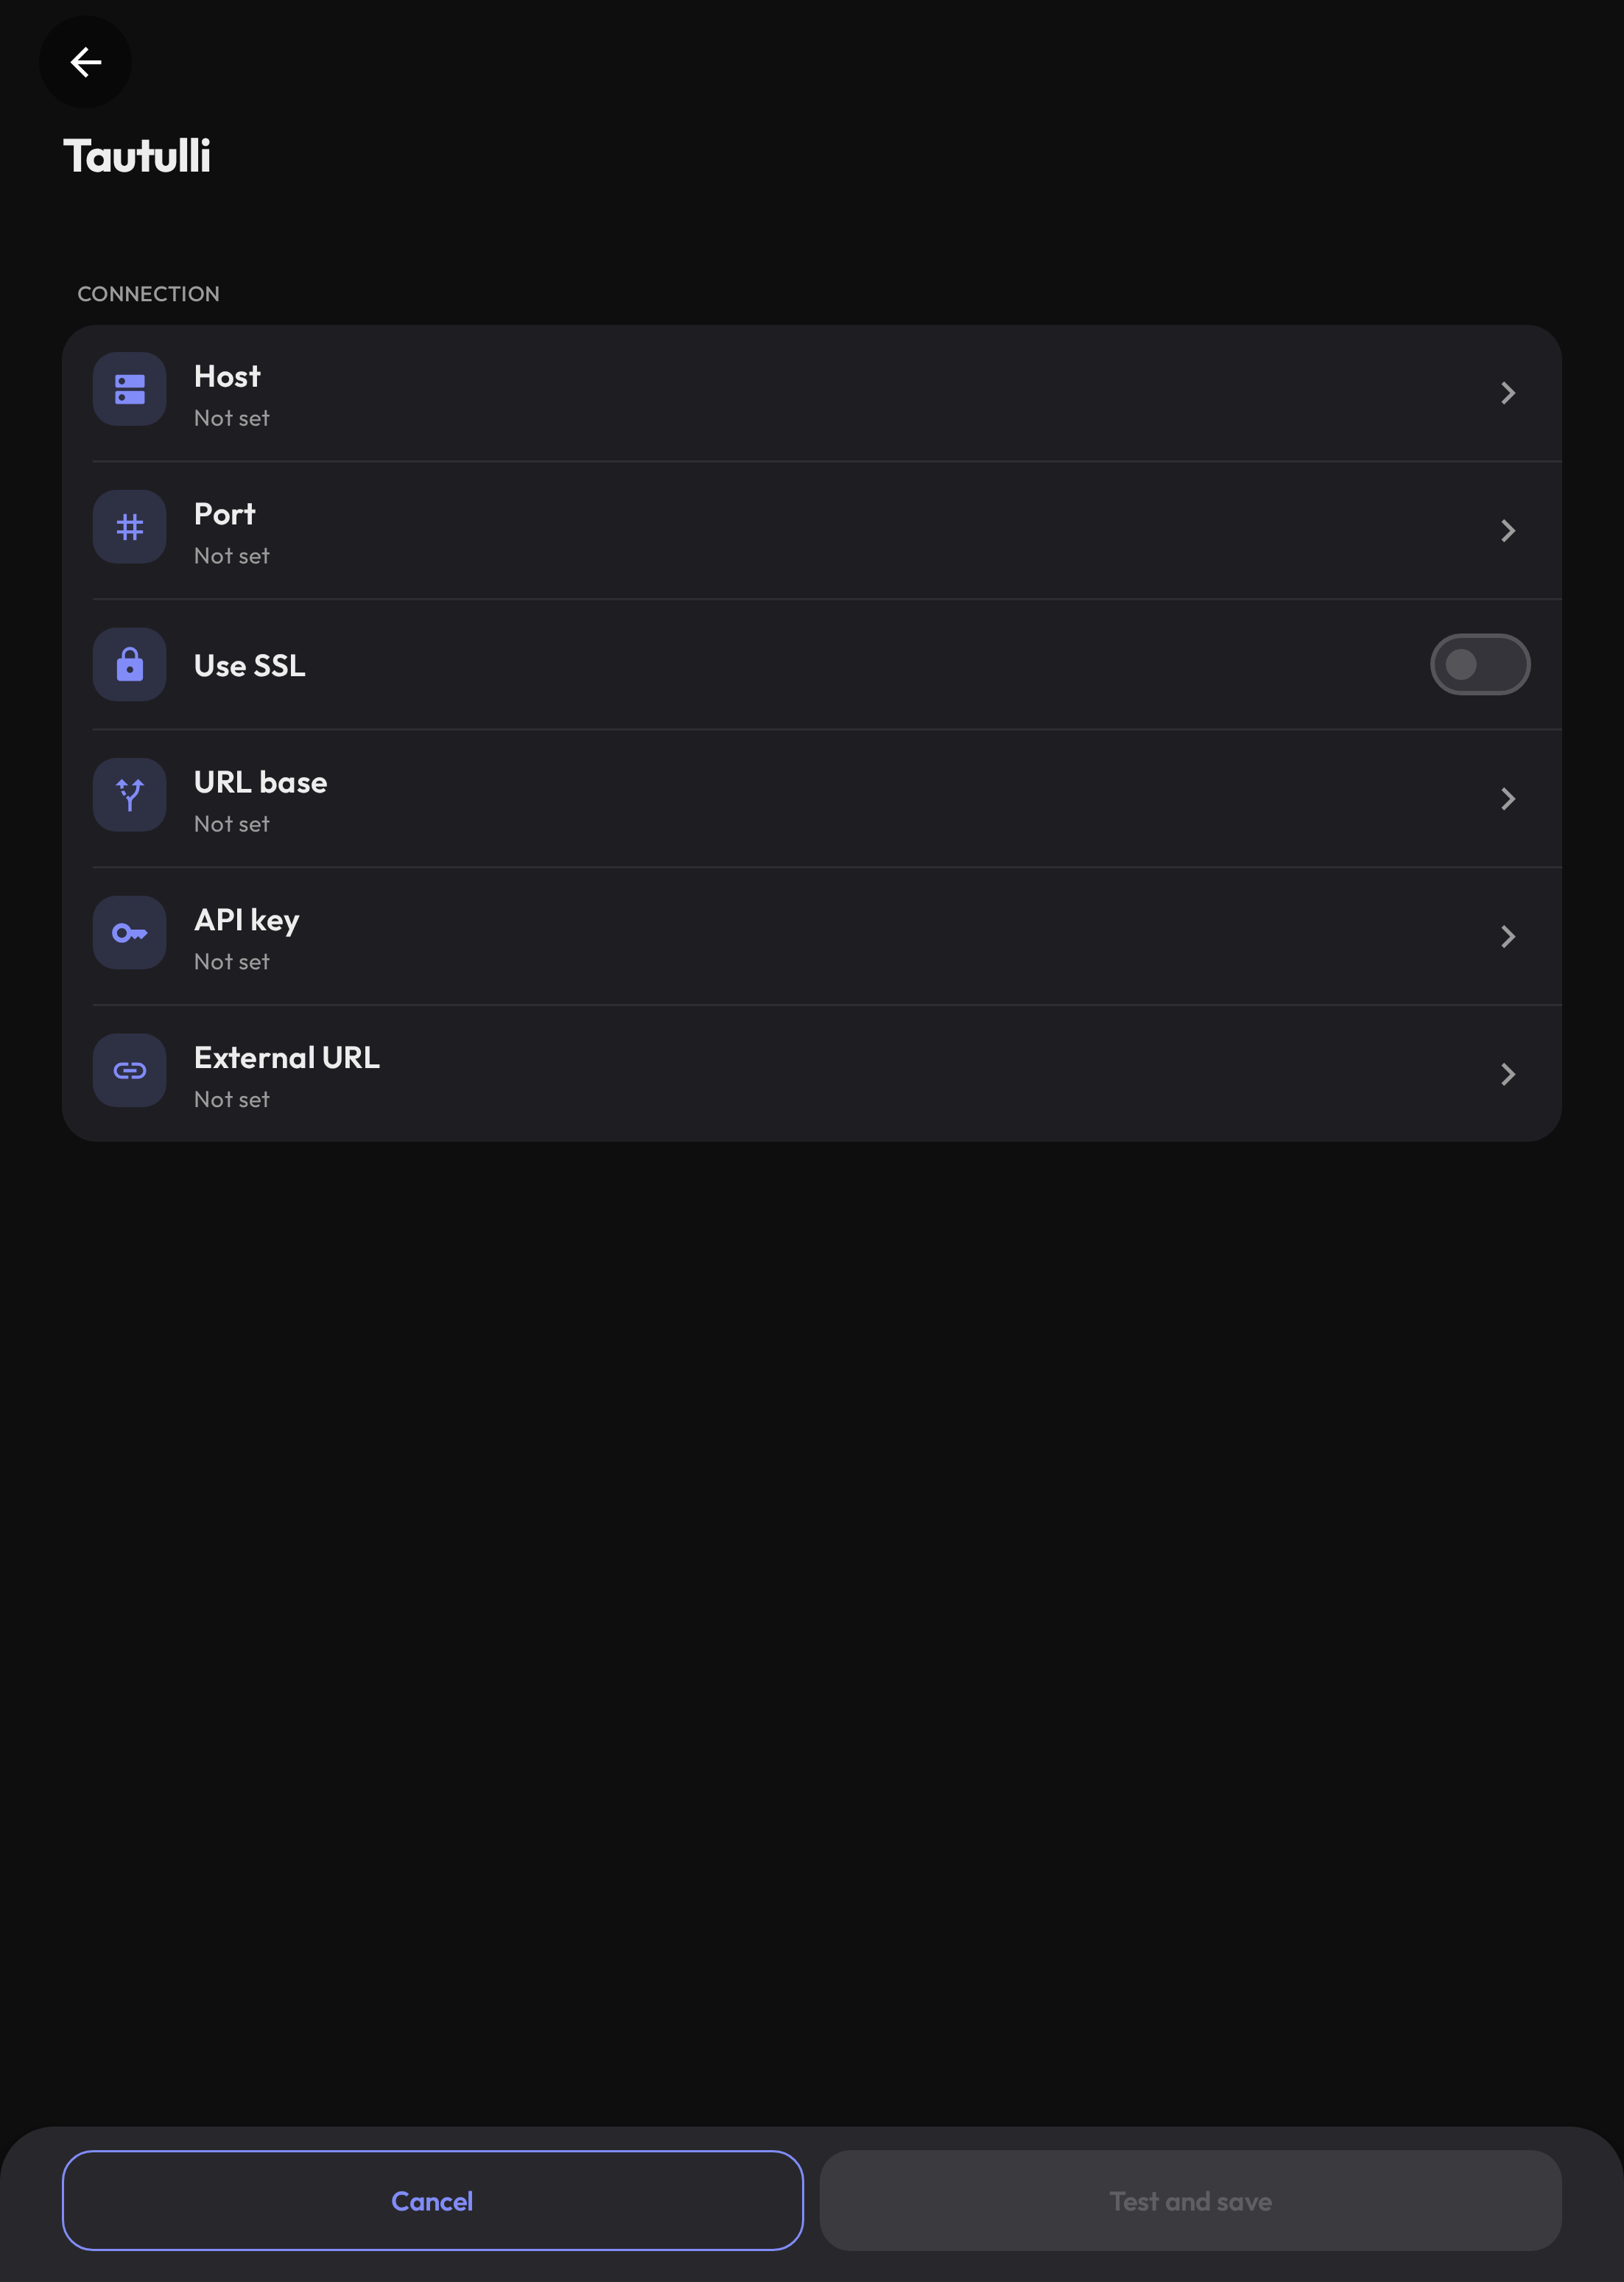 Tautulli
CONNECTION
Host
Not set
Port
Not set
Use SSL
URL base
Not set
API key
Not set
External URL
Not set
Cancel
Test and save